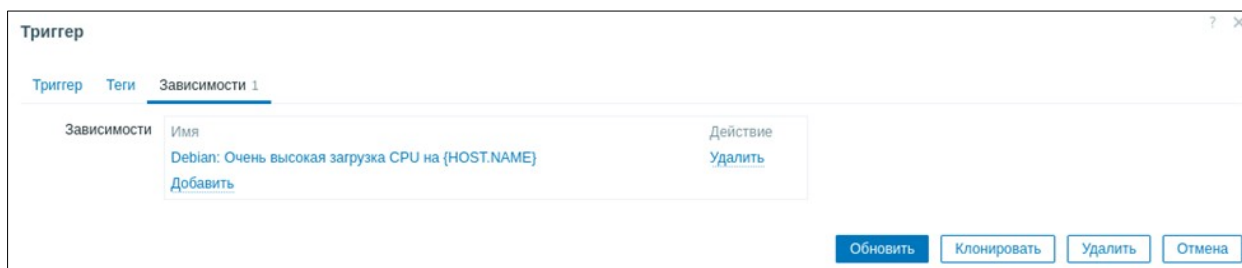 Триггер ? ×
Триггер Теги Зависимости 1
Зависимости Имя Действие
Debian: Очень высокая загрузка CPU на {HOST.NAME} Удалить
Добавить
Обновить Клонировать Удалить Отмена